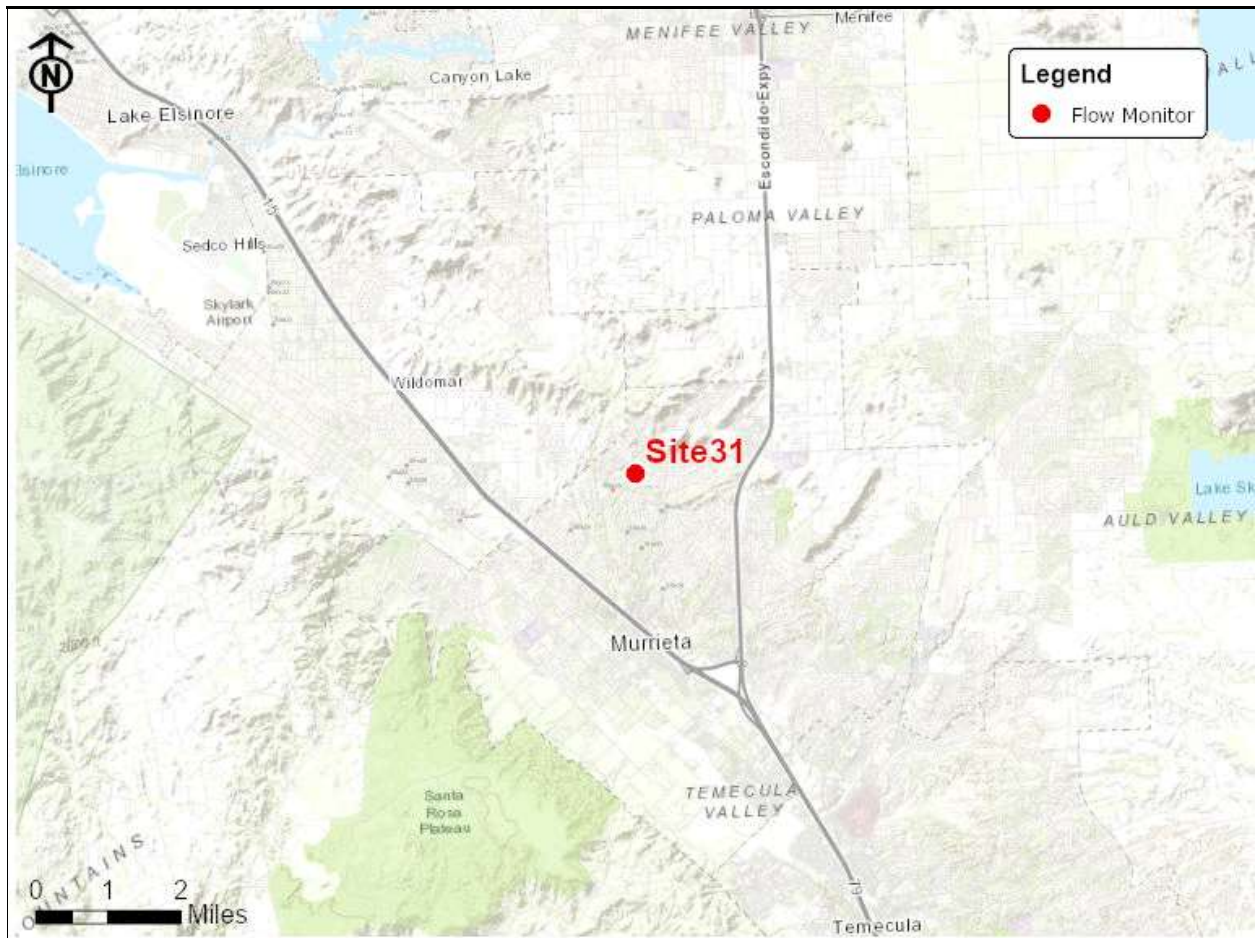 Menifee
MENIFEE VALLEY
N
Canyon Lake
Legend
Flow Monitor
Lake Elsinore
Escondido Expy
Elsinore
15
PALOMA VALLEY
Sedco Hills
Skylark
Airport
Wildomar
Site31
Lake Sk
AULD VALLEY
Murrieta
TEMECULA
VALLEY
Santa
Rosa
Plateau
OUNTAINS
0 1 2
Miles
Temecula